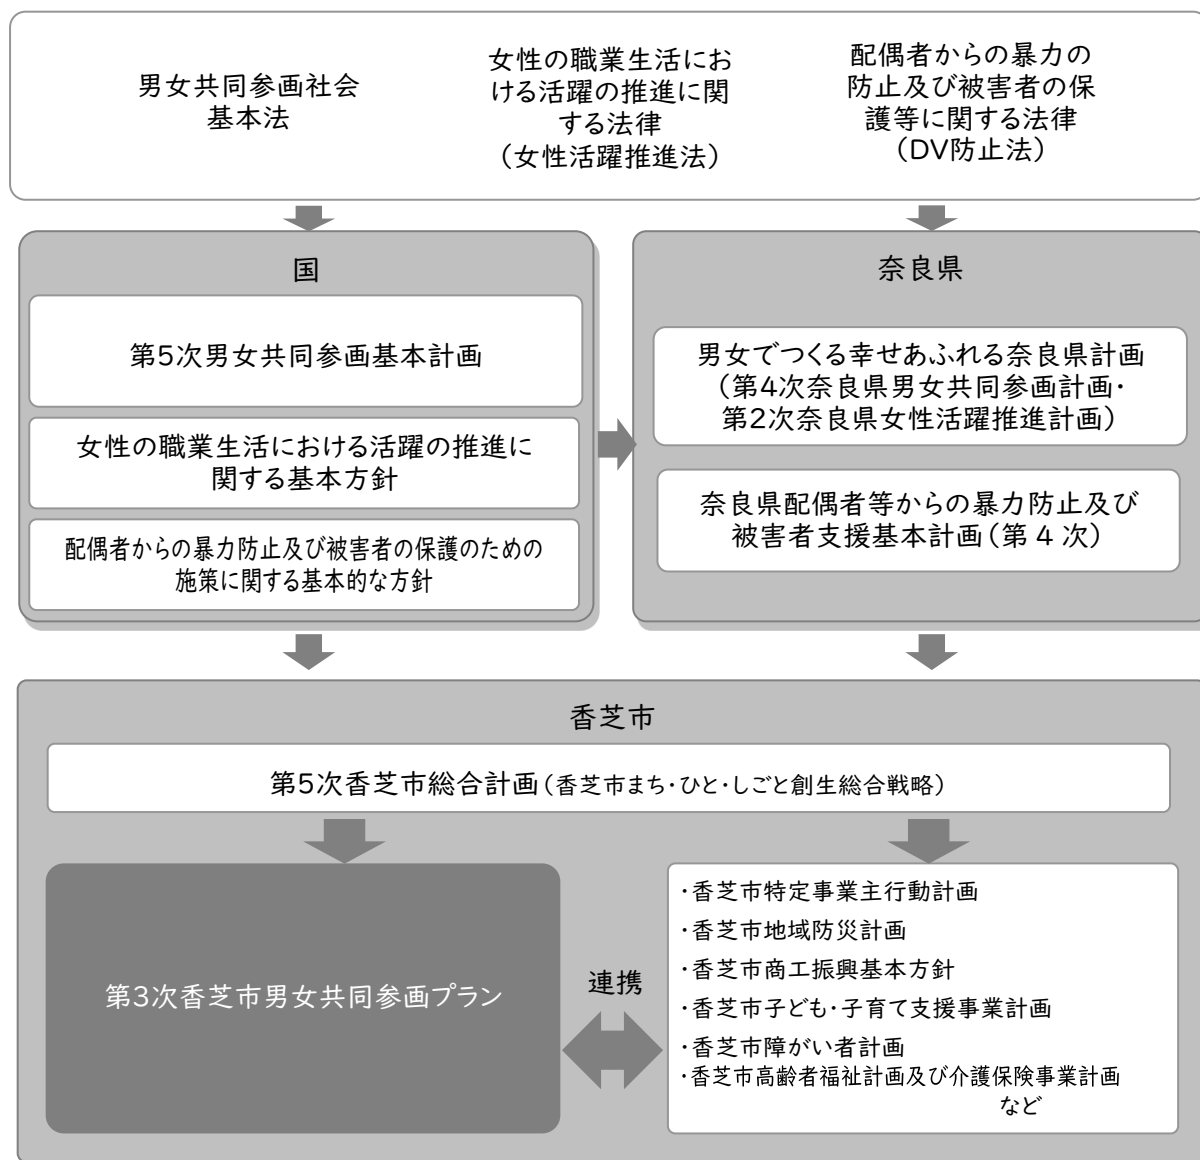 男女共同参画社会
基本法
女性の職業生活にお
ける活躍の推進に関
する法律
（女性活躍推進法）
配偶者からの暴力の
防止及び被害者の保
護等に関する法律
（DV防止法）
国
第5次男女共同参画基本計画
女性の職業生活における活躍の推進に
関する基本方針
配偶者からの暴力防止及び被害者の保護のための
施策に関する基本的な方針
奈良県
男女でつくる幸せあふれる奈良県計画
（第4次奈良県男女共同参画計画・
第2次奈良県女性活躍推進計画）
奈良県配偶者等からの暴力防止及び
被害者支援基本計画（第 4 次）
香芝市
第5次香芝市総合計画（香芝市まち・ひと・しごと創生総合戦略）
第3次香芝市男女共同参画プラン
連携
・香芝市特定事業主行動計画
・香芝市地域防災計画
・香芝市商工振興基本方針
・香芝市子ども・子育て支援事業計画
・香芝市障がい者計画
・香芝市高齢者福祉計画及び介護保険事業計画
など